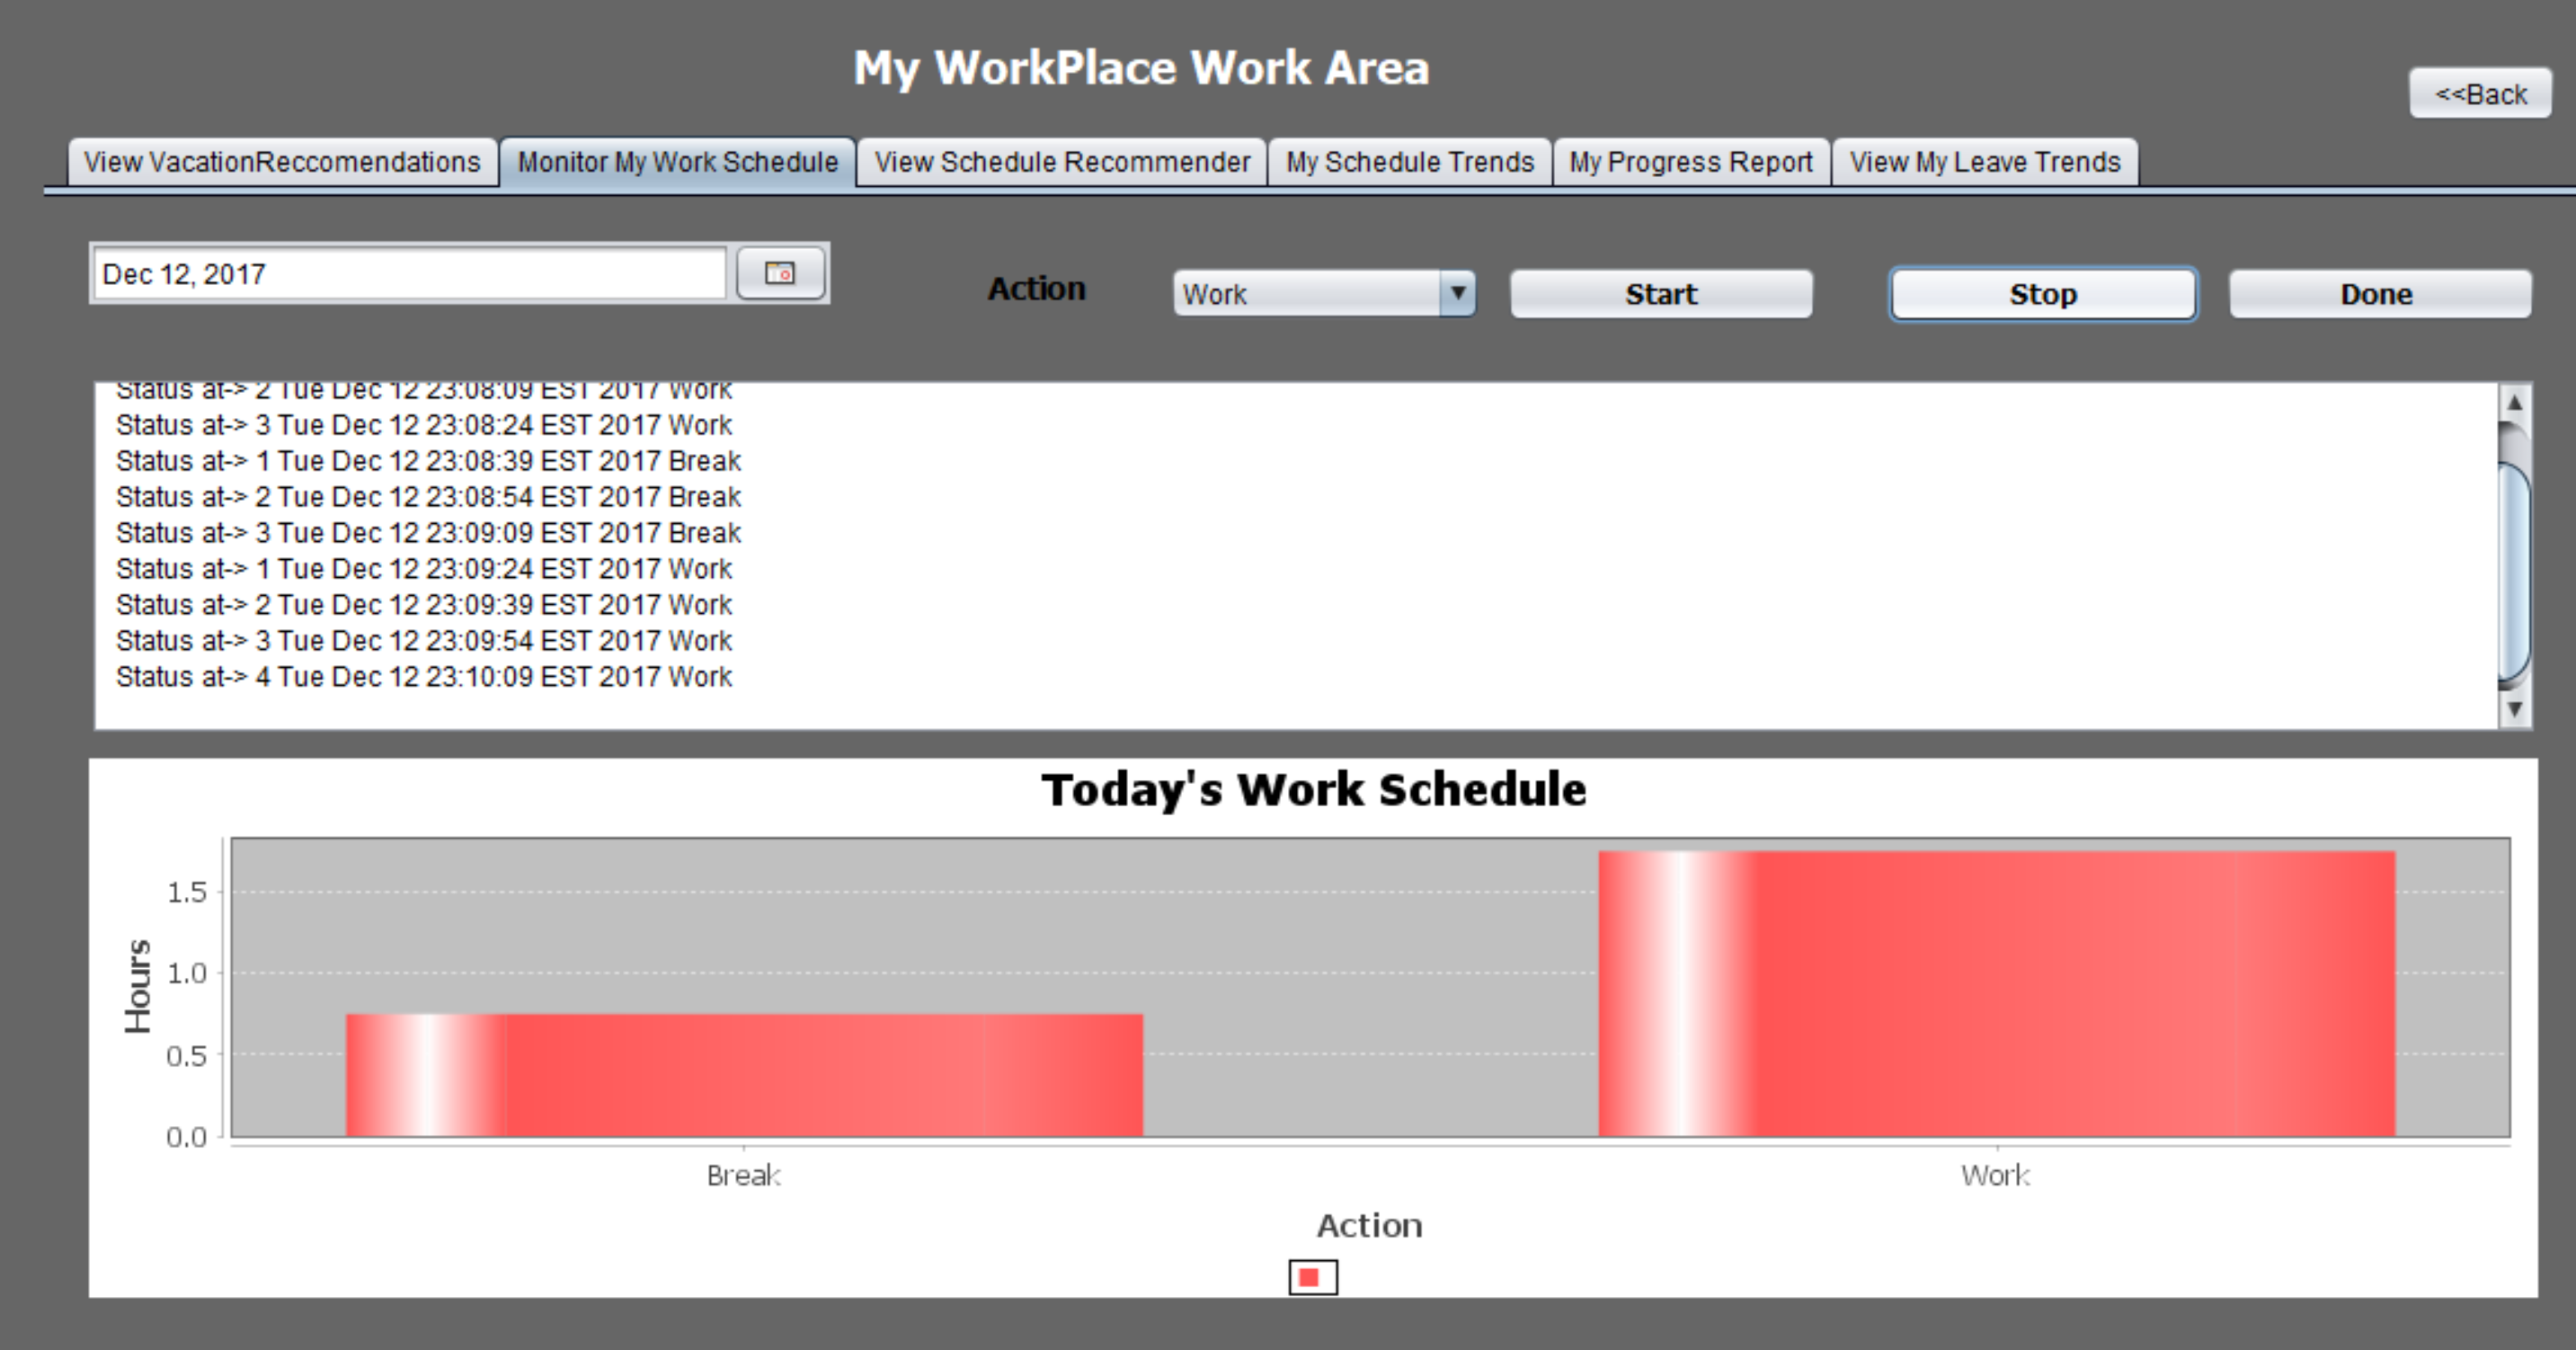 My WorkPlace Work Area
<<Back
View VacationReccomendations Monitor My Work Schedule View Schedule Recommender My Schedule Trends My Progress Report View My Leave Trends
Dec 12, 2017 Action Work Start Stop Done
Status at-> 2 Tue Dec 12 23:08:09 EST 2017 Work
Status at-> 3 Tue Dec 12 23:08:24 EST 2017 Work
Status at-> 1 Tue Dec 12 23:08:39 EST 2017 Break
Status at-> 2 Tue Dec 12 23:08:54 EST 2017 Break
Status at-> 3 Tue Dec 12 23:09:09 EST 2017 Break
Status at-> 1 Tue Dec 12 23:09:24 EST 2017 Work
Status at-> 2 Tue Dec 12 23:09:39 EST 2017 Work
Status at-> 3 Tue Dec 12 23:09:54 EST 2017 Work
Status at-> 4 Tue Dec 12 23:10:09 EST 2017 Work
Today's Work Schedule
Hours
1.5
1.0
0.5
0.0
Break Work
Action